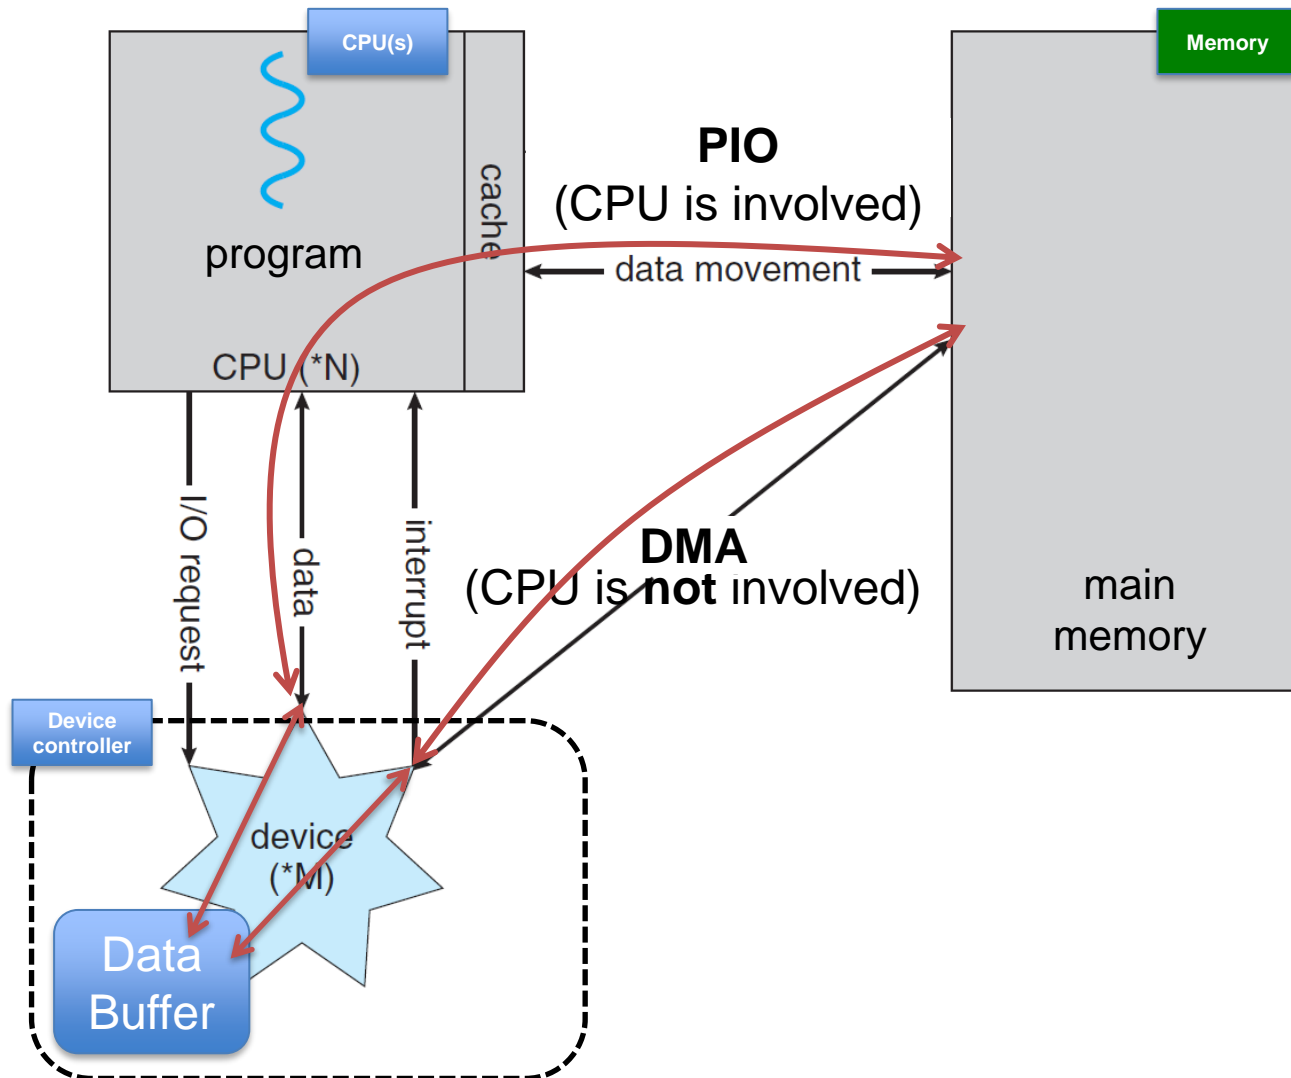 CPU(s)
Memory
PIO
(CPU is involved)
cache
program
data movement
CPU (*N)
I/O request
data
interrupt
DMA
(CPU is not involved)
main
memory
Device
controller
device
(*M)
Data
Buffer